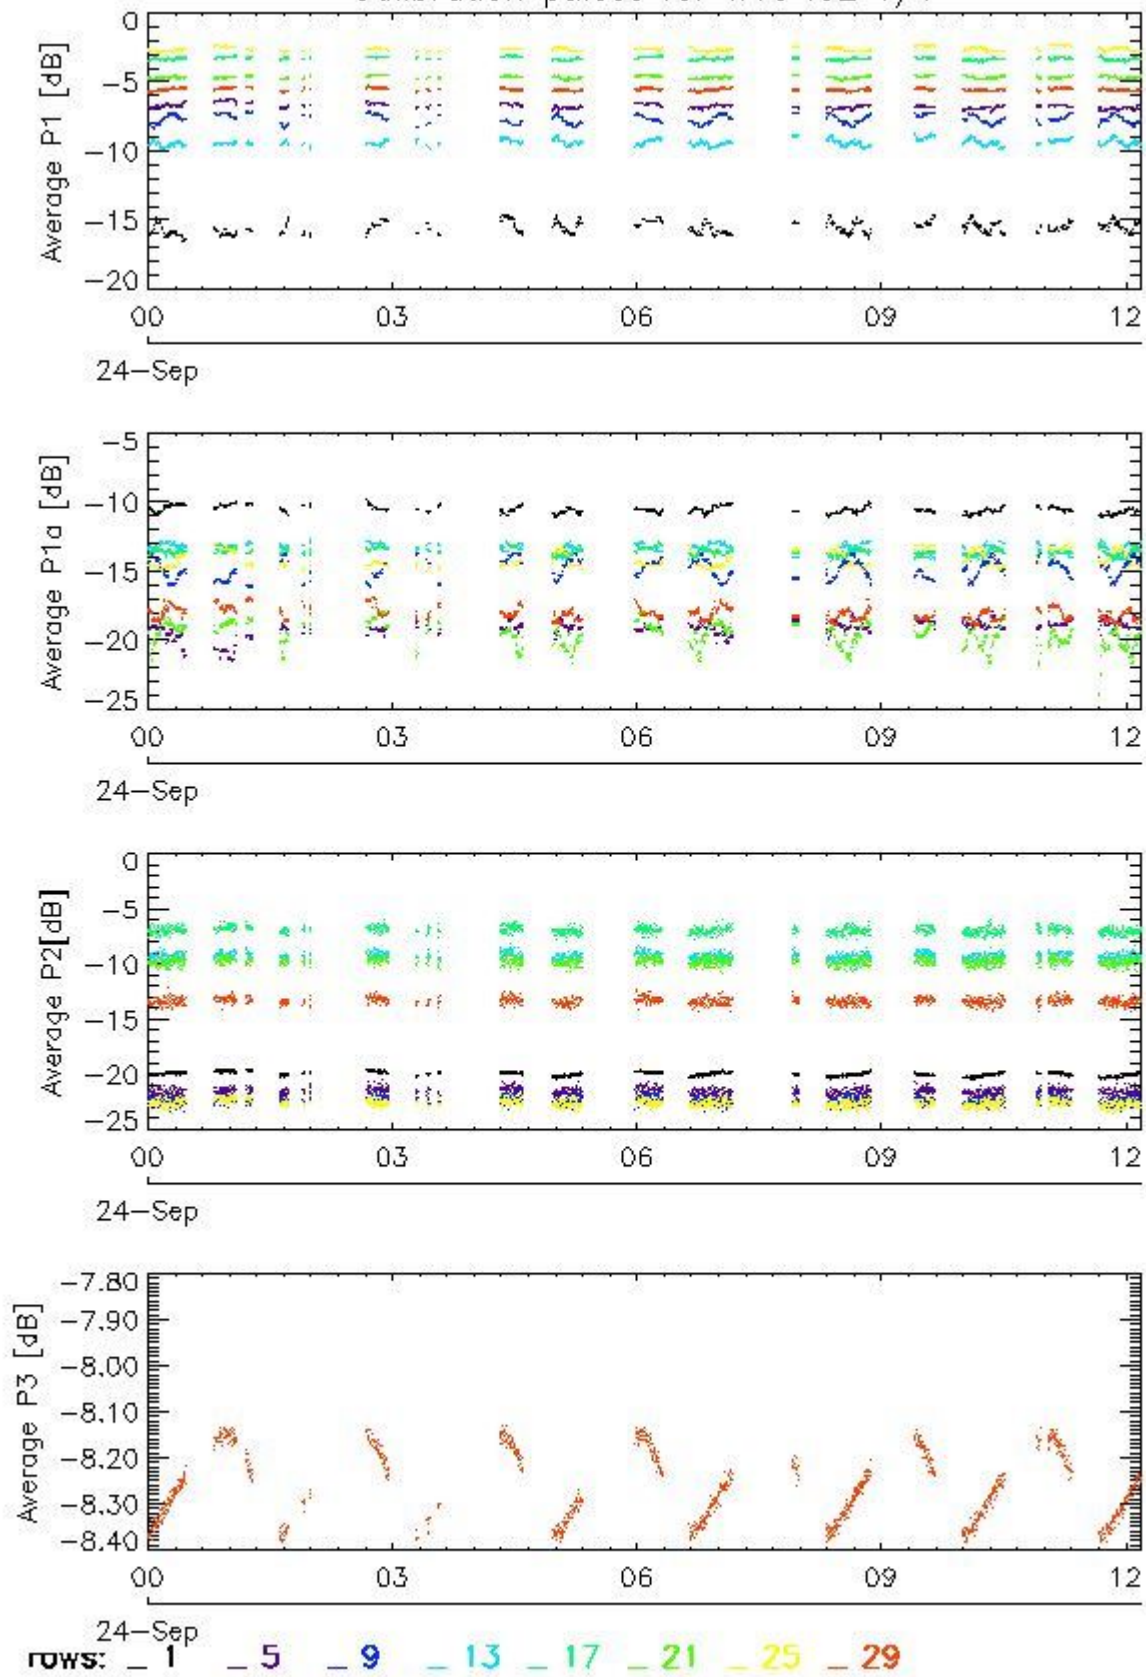 0
Average P1 [dB]
-5
-10
-15
-20
00 03 06 09 12
24-Sep
-5
Average P1a [dB]
-10
-15
-20
-25
00 03 06 09 12
24-Sep
0
Average P2[dB]
-5
-10
-15
-20
-25
00 03 06 09 12
24-Sep
-7.80
Average P3 [dB]
-7.90
-8.00
-8.10
-8.20
-8.30
-8.40
00 03 06 09 12
24-Sep
rows: _ 1 _ 5 _ 9 _ 13 _ 17 _ 21 _ 25 _ 29